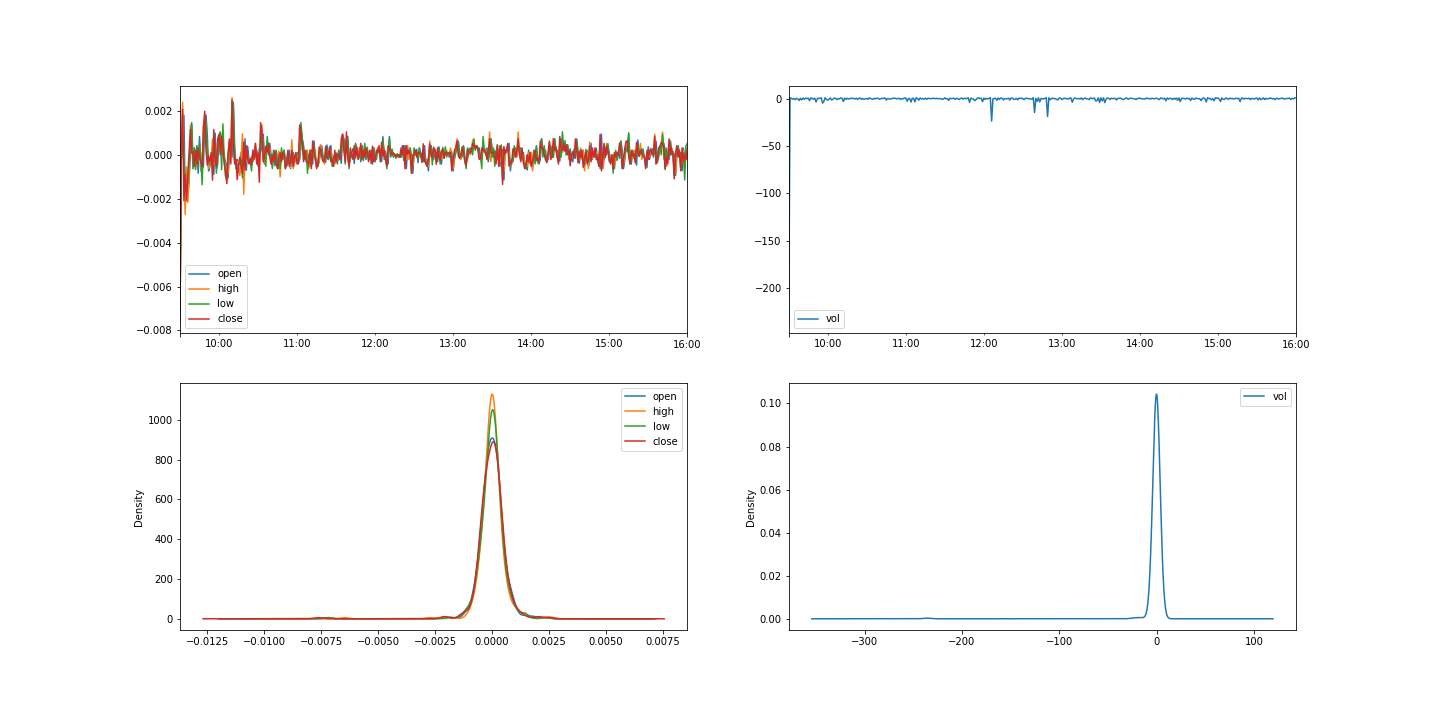 0.002
0.000
−0.002
−0.004
−0.006
−0.008
open
high
low
close
10:00 11:00 12:00 13:00 14:00 15:00 16:00
0
−50
−100
−150
−200
vol
10:00 11:00 12:00 13:00 14:00 15:00 16:00
Density
1000
800
600
400
200
0
open
high
low
close
−0.0125 −0.0100 −0.0075 −0.0050 −0.0025 0.0000 0.0025 0.0050 0.0075
Density
0.10
0.08
0.06
0.04
0.02
0.00
vol
−300 −200 −100 0 100